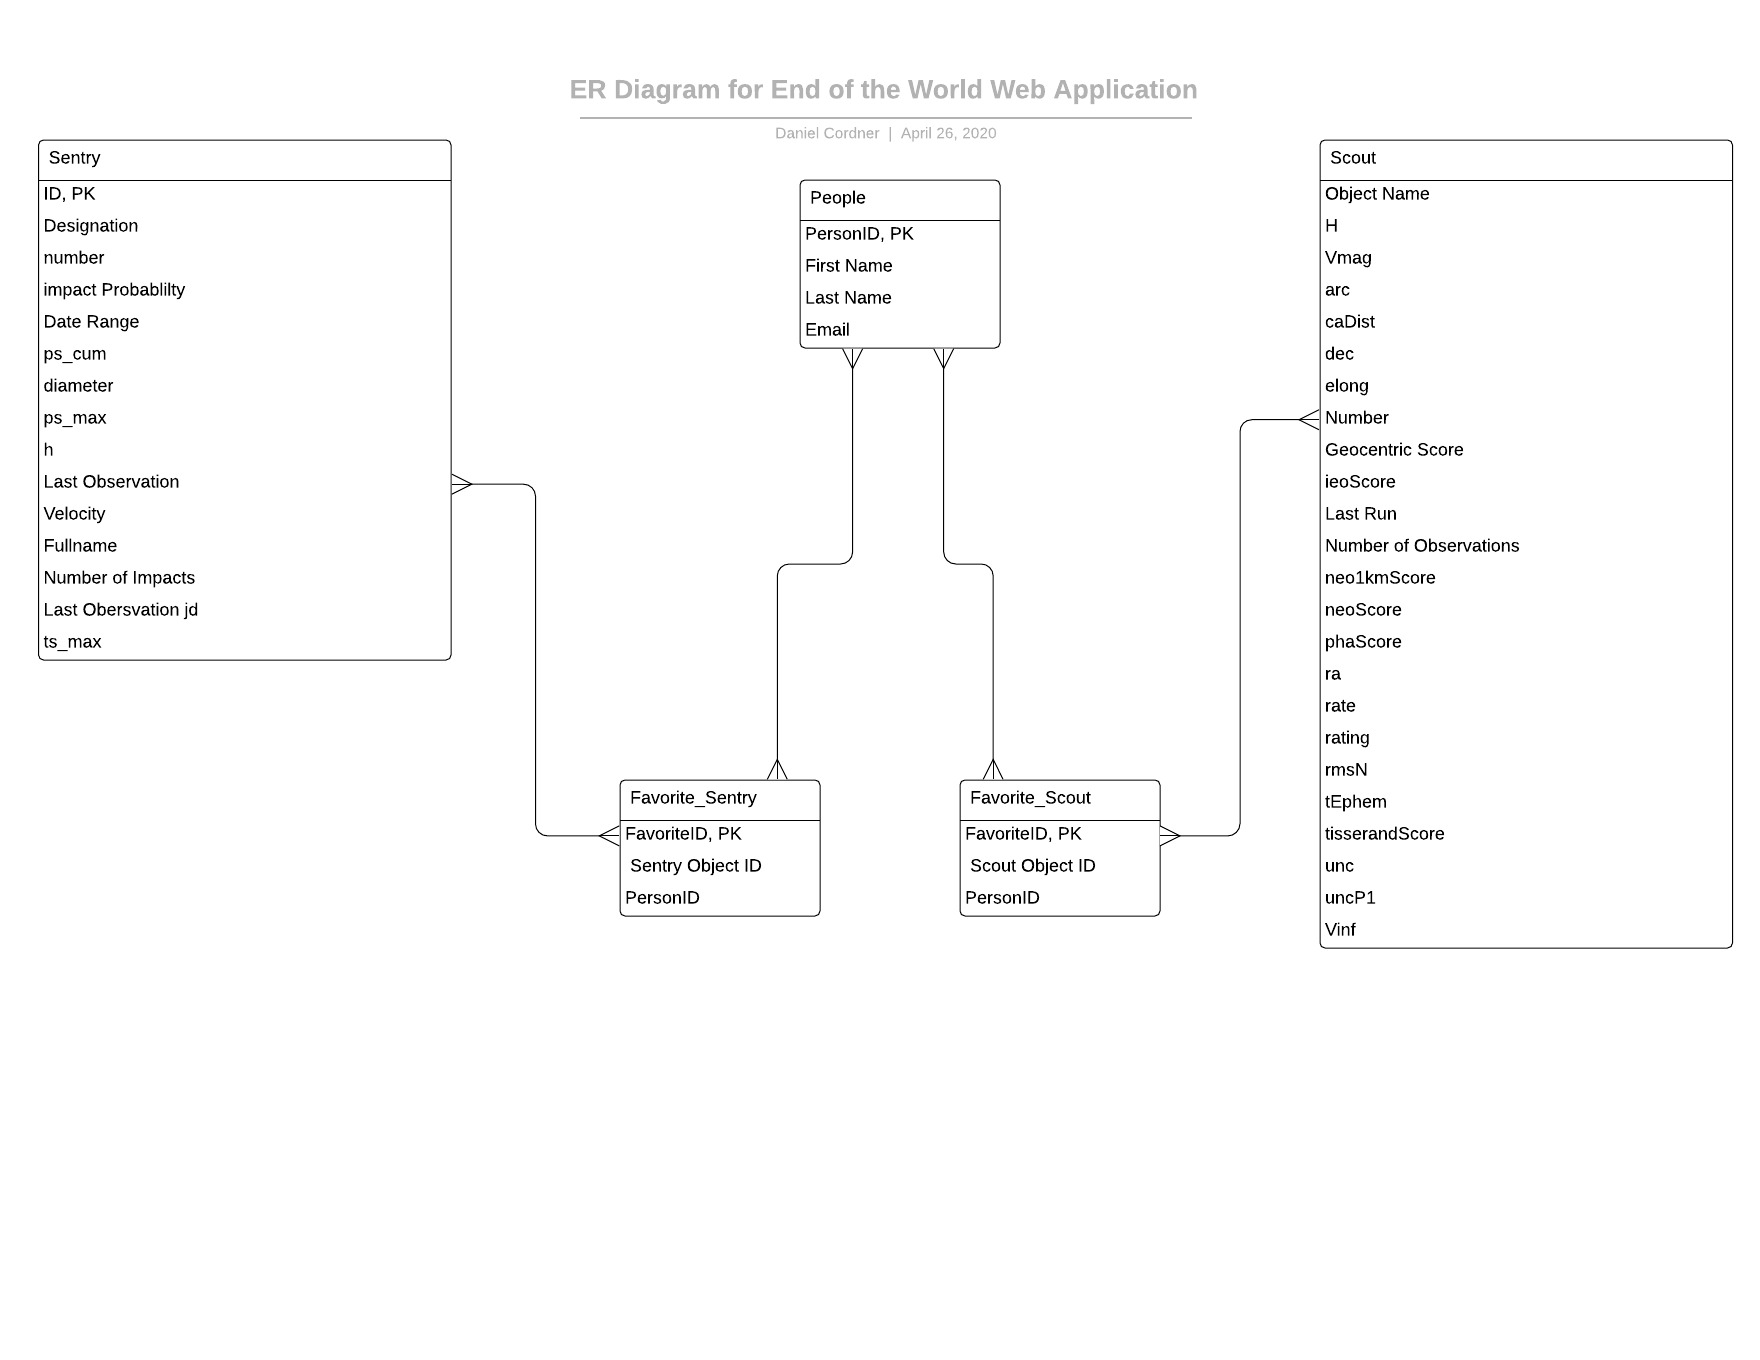 ER Diagram for End of the World Web Application
Daniel Cordner | April 26, 2020
Sentry
ID, PK
Designation
number
impact Probablilty
Date Range
ps_cum
diameter
ps_max
h
Last Observation
Velocity
Fullname
Number of Impacts
Last Obersvation jd
ts_max
People
PersonID, PK
First Name
Last Name
Email
Favorite_Sentry
FavoriteID, PK
Sentry Object ID
PersonID
Favorite_Scout
FavoriteID, PK
Scout Object ID
PersonID
Scout
Object Name
H
Vmag
arc
caDist
dec
elong
Number
Geocentric Score
ieoScore
Last Run
Number of Observations
neo1kmScore
neoScore
phaScore
ra
rate
rating
rmsN
tEphem
tisserandScore
unc
uncP1
Vinf